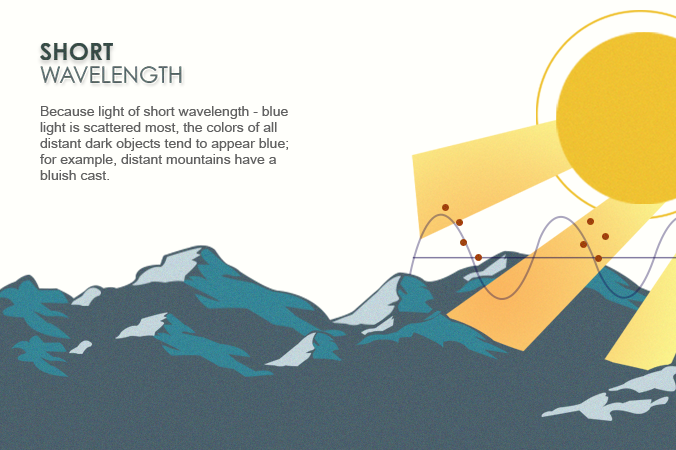 SHORT
WAVELENGTH
Because light of short wavelength - blue
light is scattered most, the colors of all
distant dark objects tend to appear blue;
for example, distant mountains have a
bluish cast.